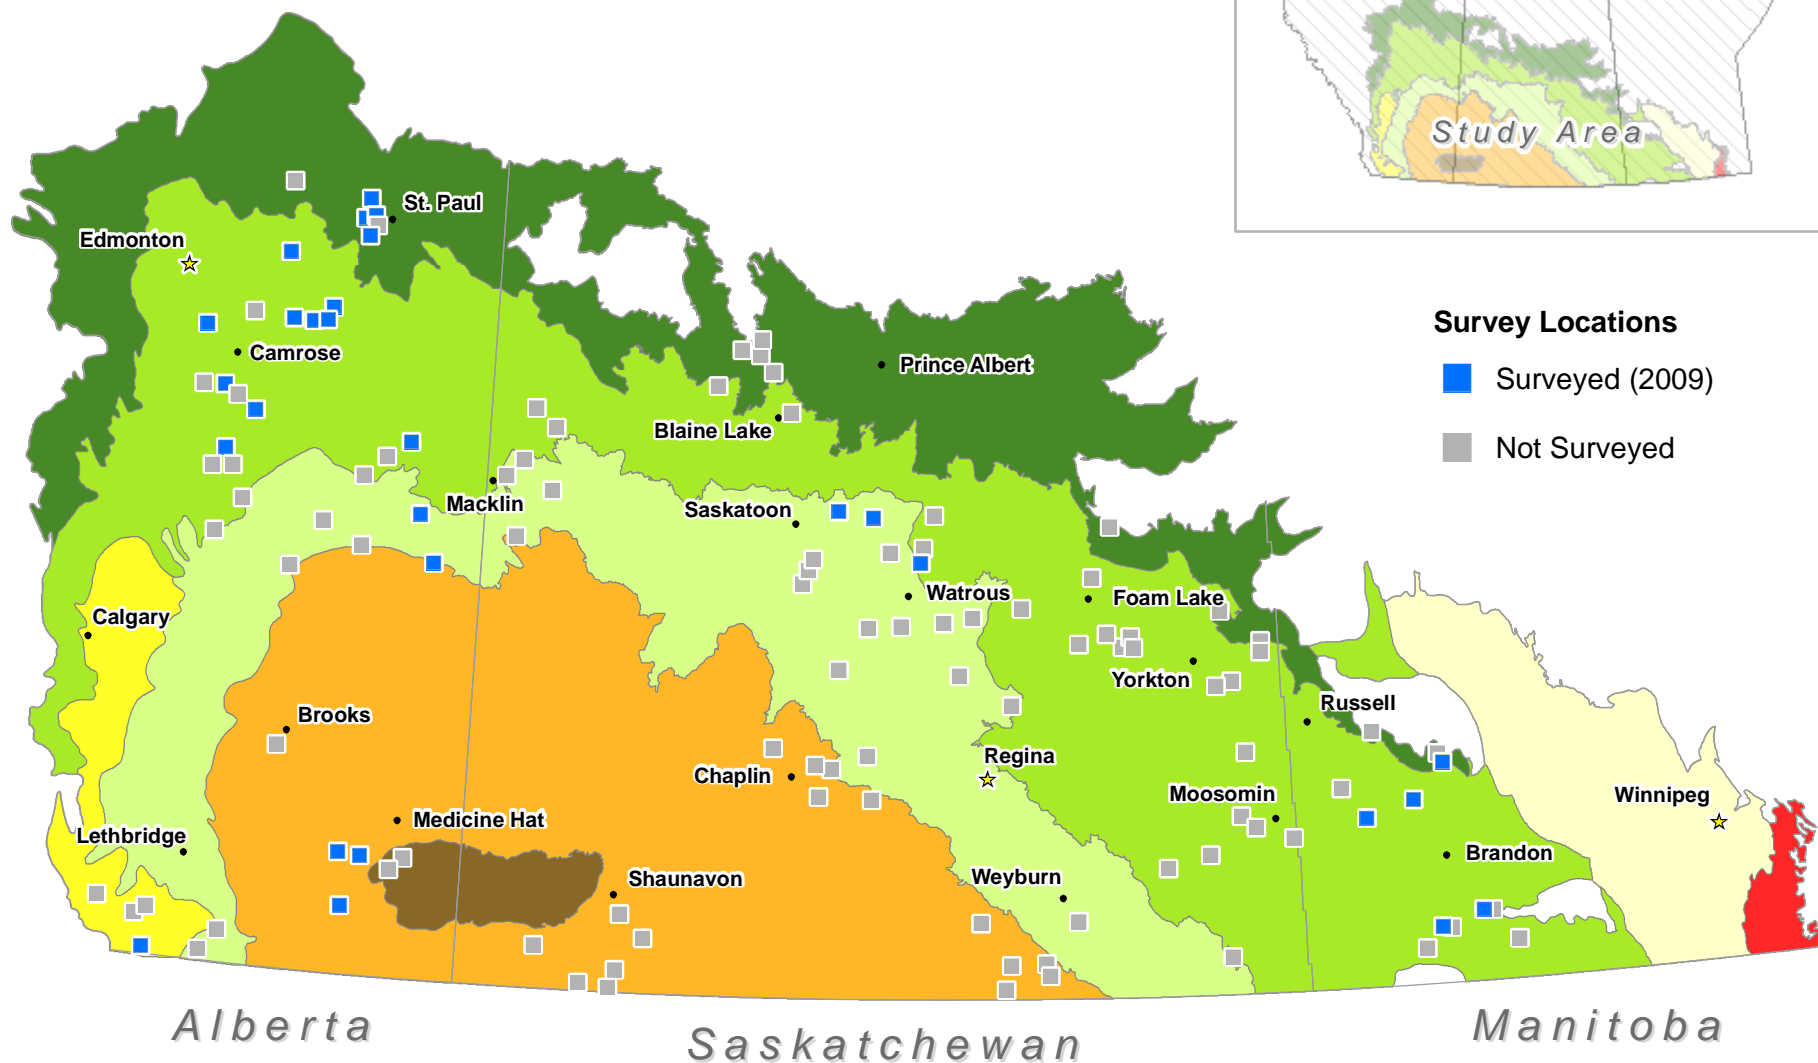 Study Area
St. Paul
Edmonton
Survey Locations
Camrose
Prince Albert
Surveyed (2009)
Blaine Lake
Not Surveyed
Macklin
Saskatoon
Watrous
Foam Lake
Calgary
Yorkton
Russell
Brooks
Regina
Chaplin
Moosomin
Winnipeg
Medicine Hat
Lethbridge
Brandon
Shaunavon
Weyburn
Alberta
Saskatchewan
Manitoba